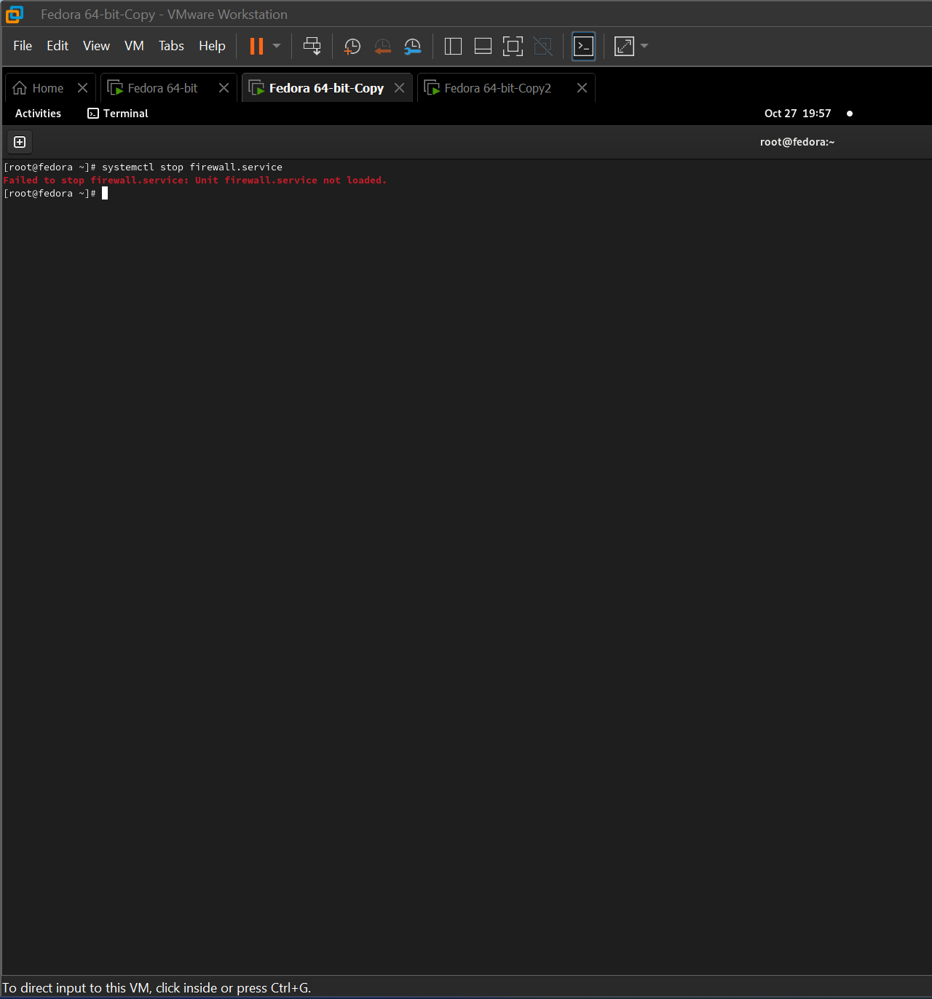 Fedora 64-bit-Copy - VMware Workstation
File Edit View VM Tabs Help
Home Fedora 64-bit Fedora 64-bit-Copy Fedora 64-bit-Copy2
Activities Terminal Oct 27 19:57
root@fedora:~
[root@fedora ~]# systemctl stop firewall.service
Failed to stop firewall.service: Unit firewall.service not loaded.
[root@fedora ~]#
To direct input to this VM, click inside or press Ctrl+G.